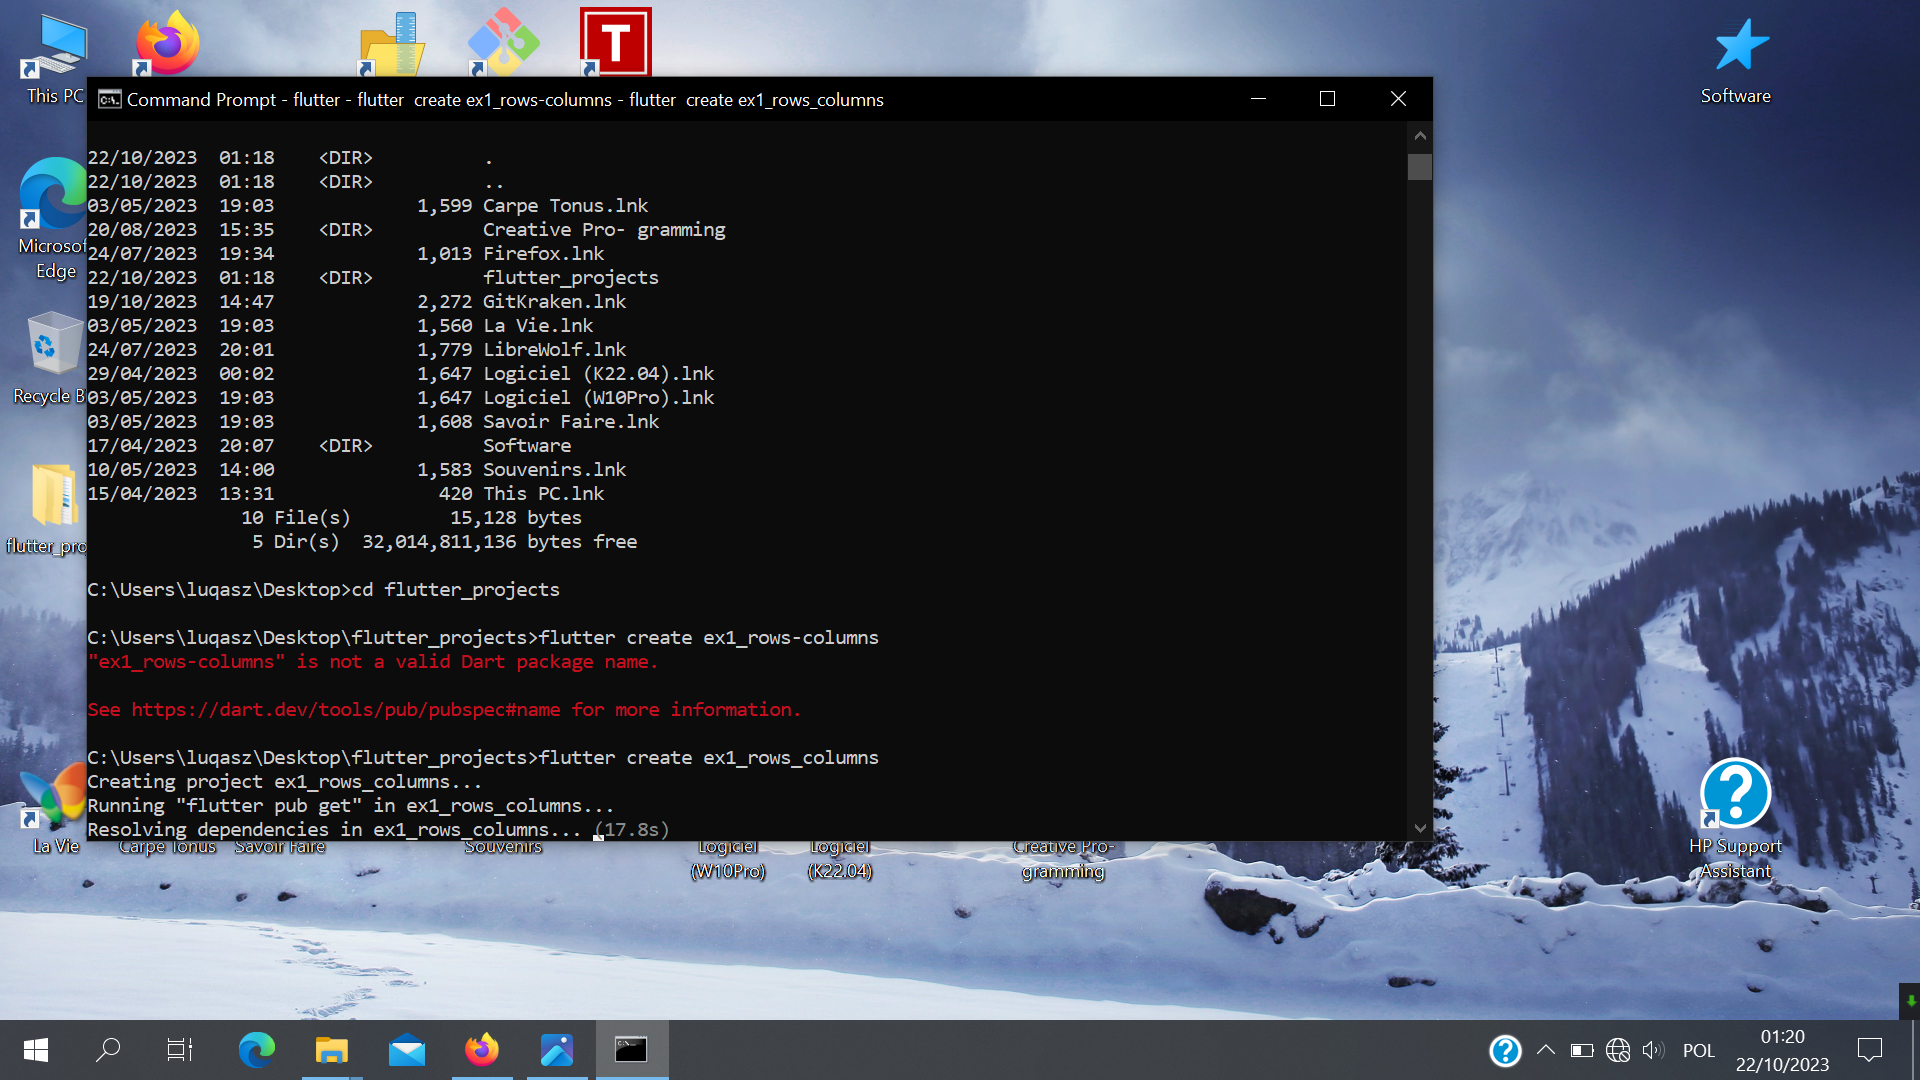 This PC
T
Software
Command Prompt - flutter - flutter  create ex1_rows-columns - flutter  create ex1_rows_columns
22/10/2023  01:18    <DIR>          .
22/10/2023  01:18    <DIR>          ..
03/05/2023  19:03             1,599 Carpe Tonus.lnk
20/08/2023  15:35    <DIR>          Creative Pro- gramming
24/07/2023  19:34             1,013 Firefox.lnk
22/10/2023  01:18    <DIR>          flutter_projects
19/10/2023  14:47             2,272 GitKraken.lnk
03/05/2023  19:03             1,560 La Vie.lnk
24/07/2023  20:01             1,779 LibreWolf.lnk
29/04/2023  00:02             1,647 Logiciel (K22.04).lnk
03/05/2023  19:03             1,647 Logiciel (W10Pro).lnk
03/05/2023  19:03             1,608 Savoir Faire.lnk
17/04/2023  20:07    <DIR>          Software
10/05/2023  14:00             1,583 Souvenirs.lnk
15/04/2023  13:31               420 This PC.lnk
              10 File(s)         15,128 bytes
               5 Dir(s)  32,014,811,136 bytes free
C:\Users\luqasz\Desktop>cd flutter_projects
C:\Users\luqasz\Desktop\flutter_projects>flutter create ex1_rows-columns
"ex1_rows-columns" is not a valid Dart package name.
See https://dart.dev/tools/pub/pubspec#name for more information.
C:\Users\luqasz\Desktop\flutter_projects>flutter create ex1_rows_columns
Creating project ex1_rows_columns...
Running "flutter pub get" in ex1_rows_columns...
Resolving dependencies in ex1_rows_columns... (17.8s)
Microsof
Edge
Recycle B
flutter_pro
La Vie
Carpe Tonus
Savoir Faire
Souvenirs
Logiciel
(W10Pro)
Logiciel
(K22.04)
Creative Pro-
gramming
HP Support
Assistant
POL
01:20
22/10/2023